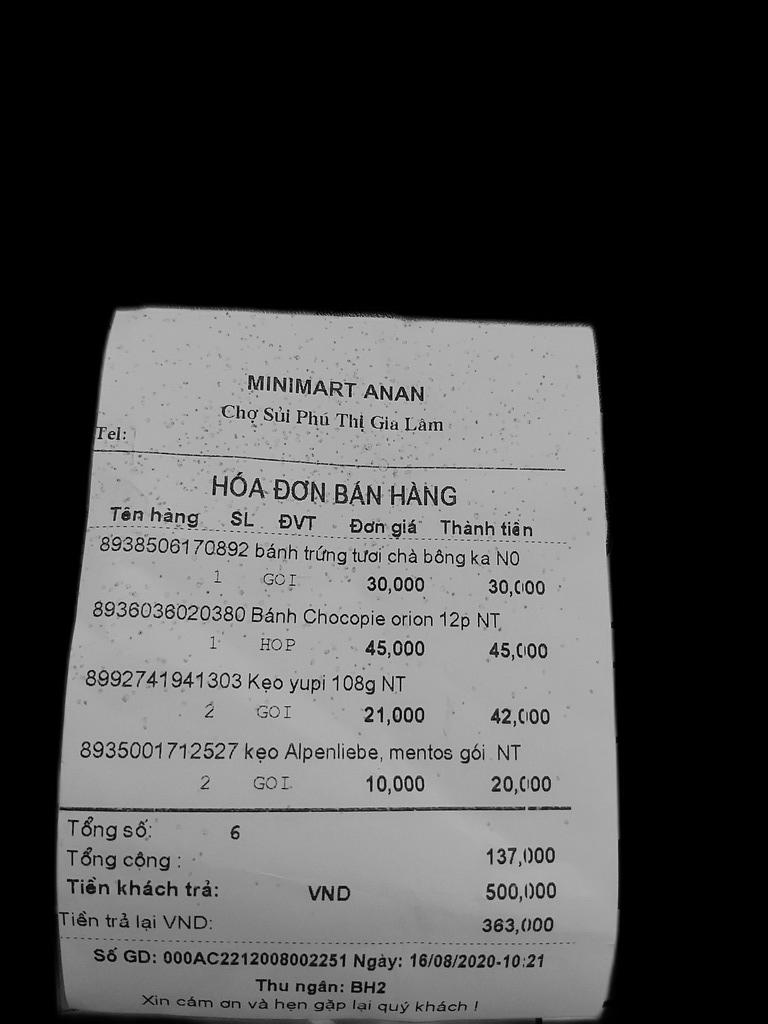 MINIMART ANAN
Chợ Sủi Phú Thị Gia Lâm
Tel:
HÓA ĐƠN BÁN HÀNG
Tên hàng SL ĐVT Đơn giá Thành tiền
8938506170892 bánh trứng tươi chà bông ka N0
1 GOI 30,000 30,000
8936036020380 Bánh Chocopie orion 12p NT
1 HOP 45,000 45,000
8992741941303 Kẹo yupi 108g NT
2 GOI 21,000 42,000
8935001712527 kẹo Alpenliebe, mentos gói NT
2 GOI 10,000 20,000
Tổng số: 6
Tổng cộng : 137,000
Tiền khách trả: VND 500,000
Tiền trả lại VND: 363,000
Số GD: 000AC2212008002251 Ngày: 16/08/2020-10:21
Thu ngân: BH2
Xin cám ơn và hẹn gặp lại quý khách !